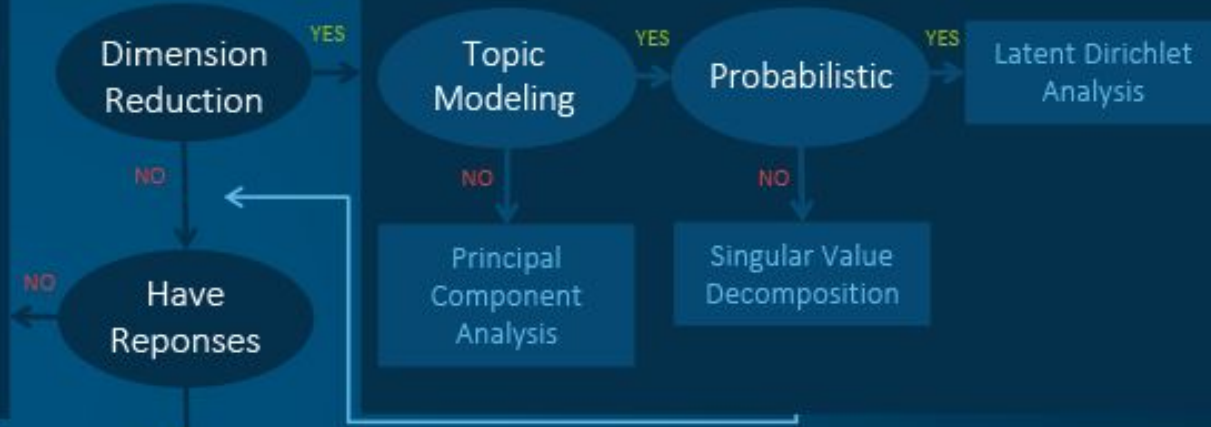 Dimension
Reduction
YES
Topic
Modeling
YES
Probabilistic
YES
Latent Dirichlet
Analysis
NO
NO
NO
Principal
Component
Analysis
Singular Value
Decomposition
NO
Have
Reponses